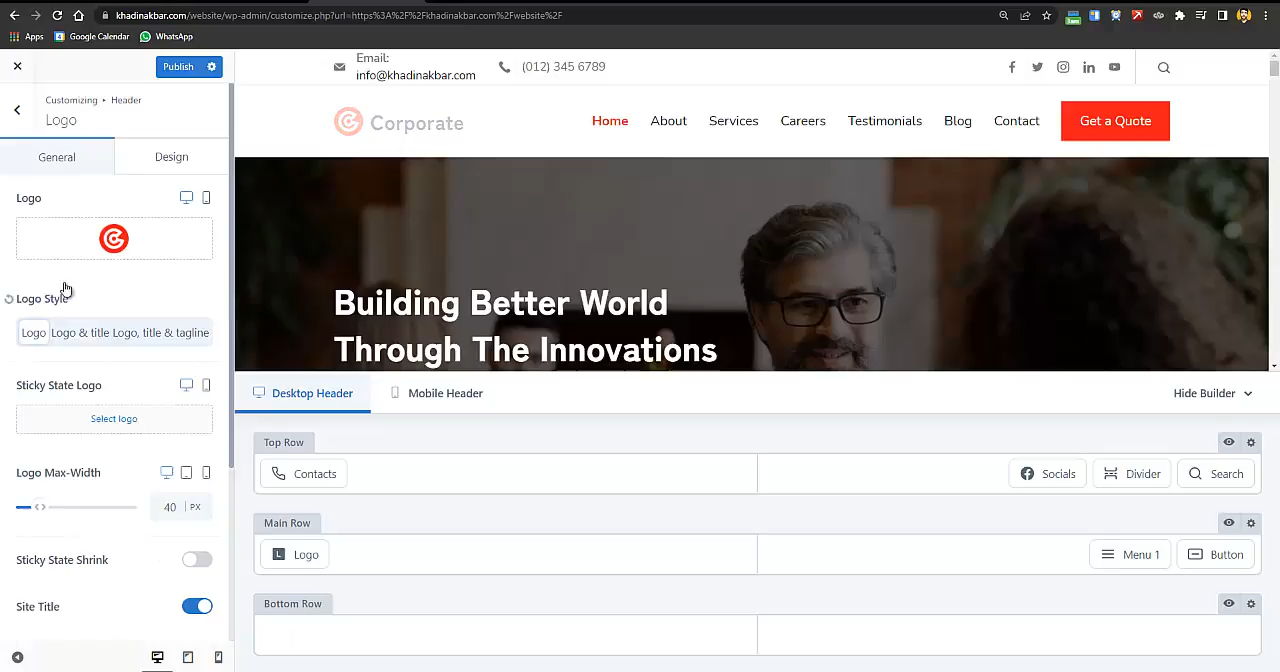 khadinakbar.com/website/wp-admin/customize.php?url=https%3A%2F%2Fkhadinakbar.com%2Fwebsite%2F
Apps
Google Calendar
WhatsApp
Publish
Customizing ▸ Header
Logo
General
Design
Logo
Logo Style
Logo
Logo & title
Logo, title & tagline
Sticky State Logo
Select logo
Logo Max-Width
40 PX
Sticky State Shrink
Site Title
Email:
info@khadinakbar.com
(012) 345 6789
Corporate
Home
About
Services
Careers
Testimonials
Blog
Contact
Get a Quote
Building Better World
Through The Innovations
Desktop Header
Mobile Header
Hide Builder
Top Row
Contacts
Socials
Divider
Search
Main Row
Logo
Menu 1
Button
Bottom Row